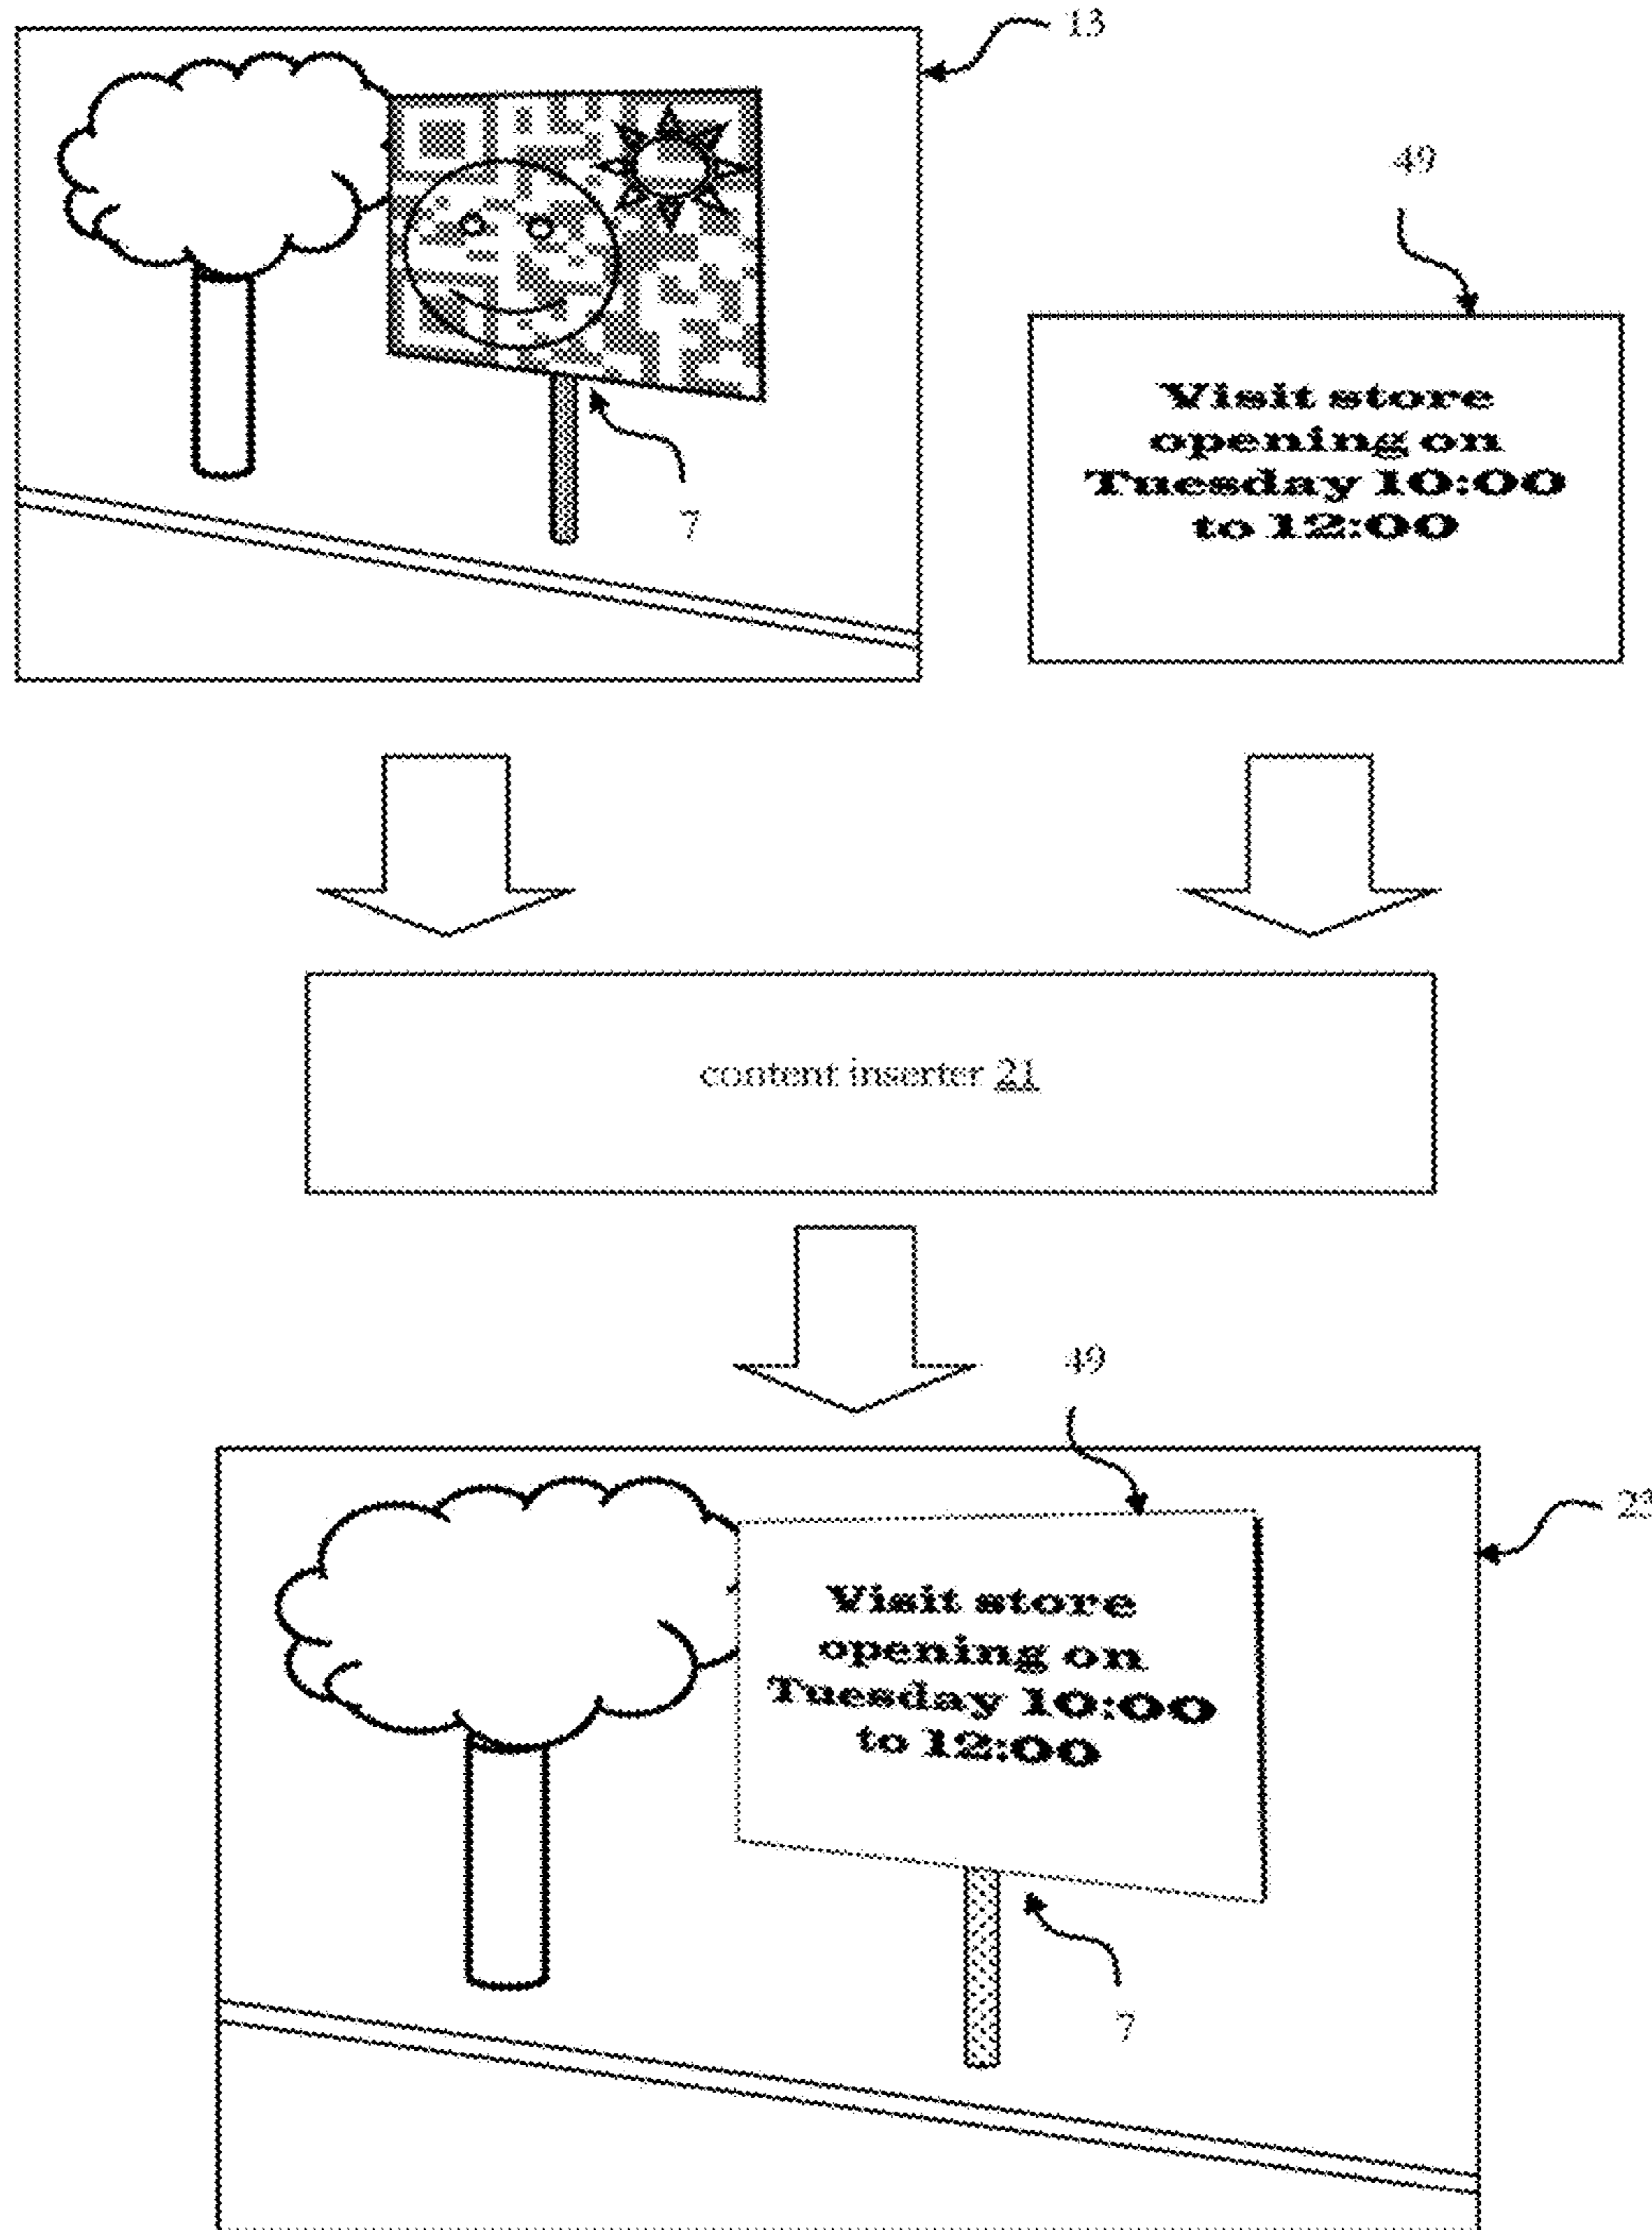 13
49
Visit store
opening on
Tuesday 10:00
to 12:00
7
content inserter 21
49
Visit store
opening on
Tuesday 10:00
to 12:00
7